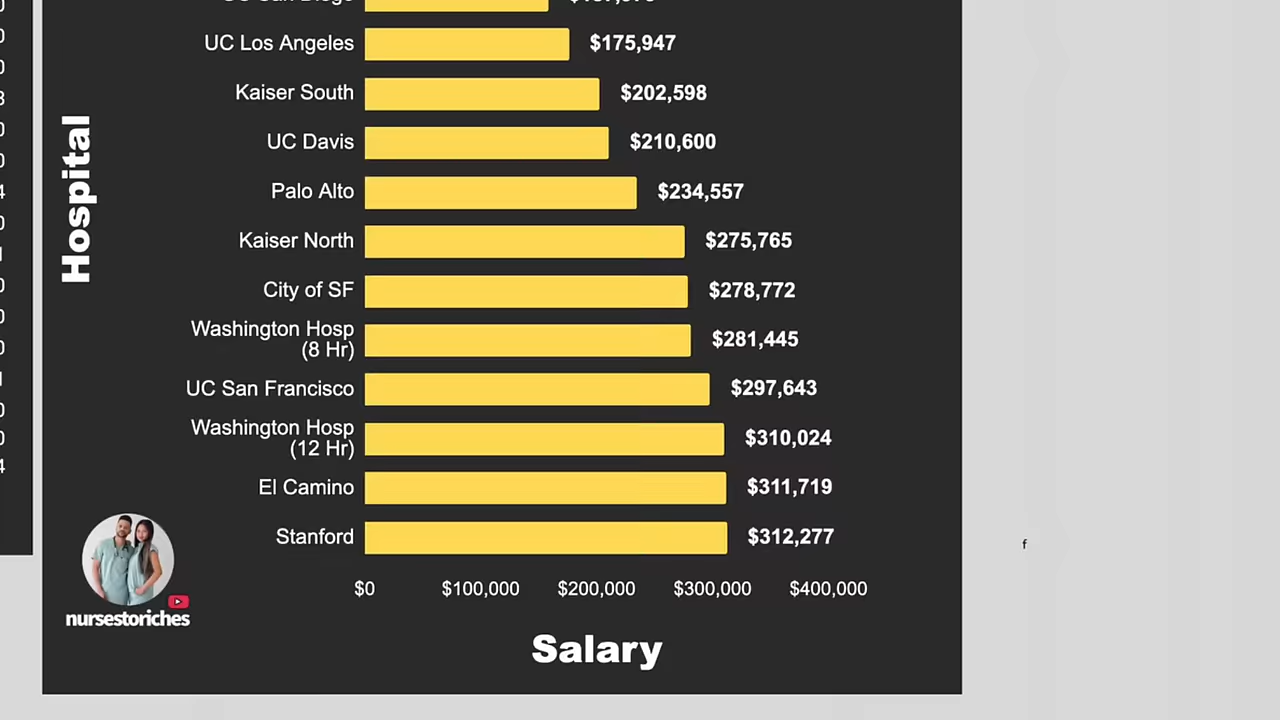 UC San Diego
UC Los Angeles $175,947
Kaiser South $202,598
UC Davis $210,600
Palo Alto $234,557
Kaiser North $275,765
City of SF $278,772
Washington Hosp
(8 Hr) $281,445
UC San Francisco $297,643
Washington Hosp
(12 Hr) $310,024
El Camino $311,719
Stanford $312,277
Hospital
$0 $100,000 $200,000 $300,000 $400,000
Salary
nursestoriches
f